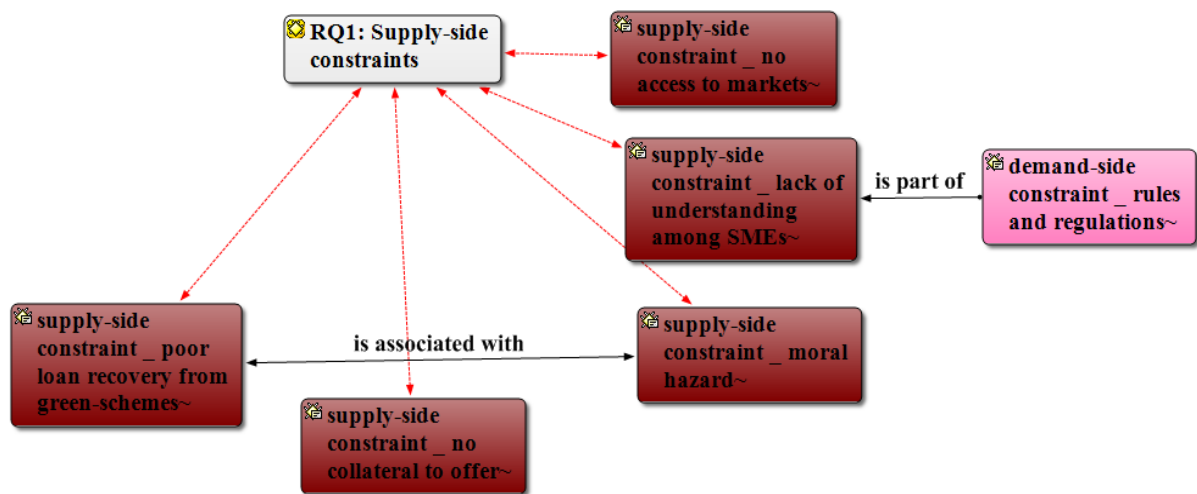 RQ1: Supply-side
constraints
supply-side
constraint _ no
access to markets~
supply-side
constraint _ lack of
understanding
among SMEs~
is part of
demand-side
constraint _ rules
and regulations~
supply-side
constraint _ poor
loan recovery from
green-schemes~
is associated with
supply-side
constraint _ moral
hazard~
supply-side
constraint _ no
collateral to offer~